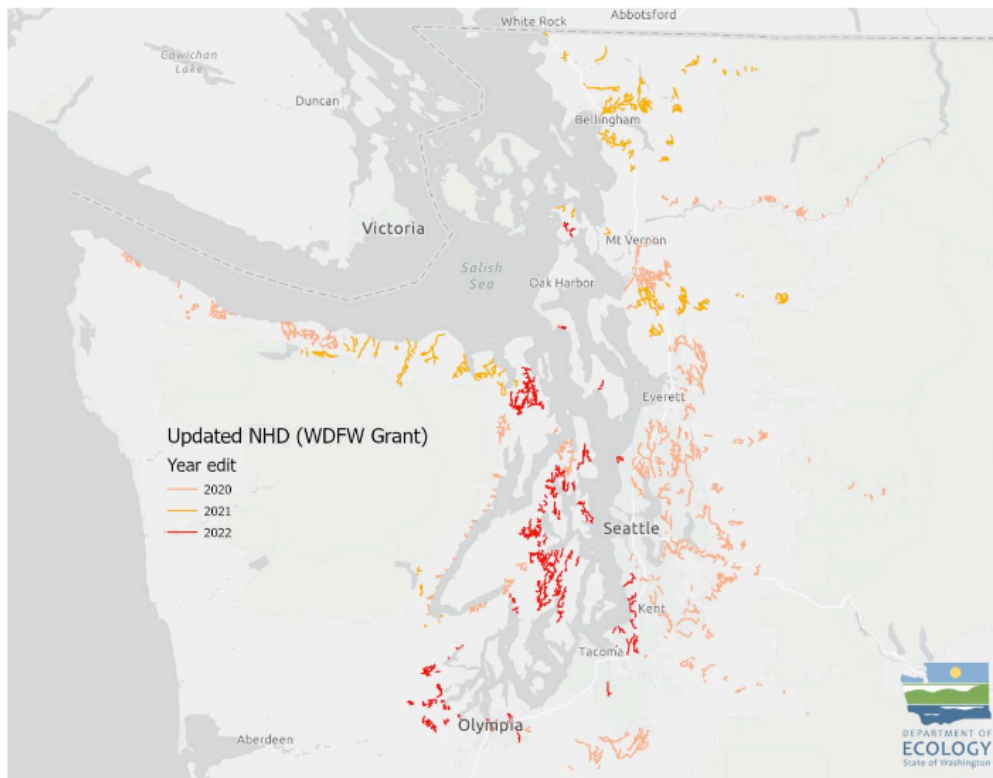 White Rock
Abbotsford
Cowichan
Lake
Duncan
Bellingham
Victoria
Mt Vernon
Salish
Sea
Oak Harbor
Everett
Updated NHD (WDFW Grant)
Year edit
2020
2021
2022
Seattle
Kent
Tacoma
Olympia
Aberdeen
DEPARTMENT OF
ECOLOGY
State of Washington